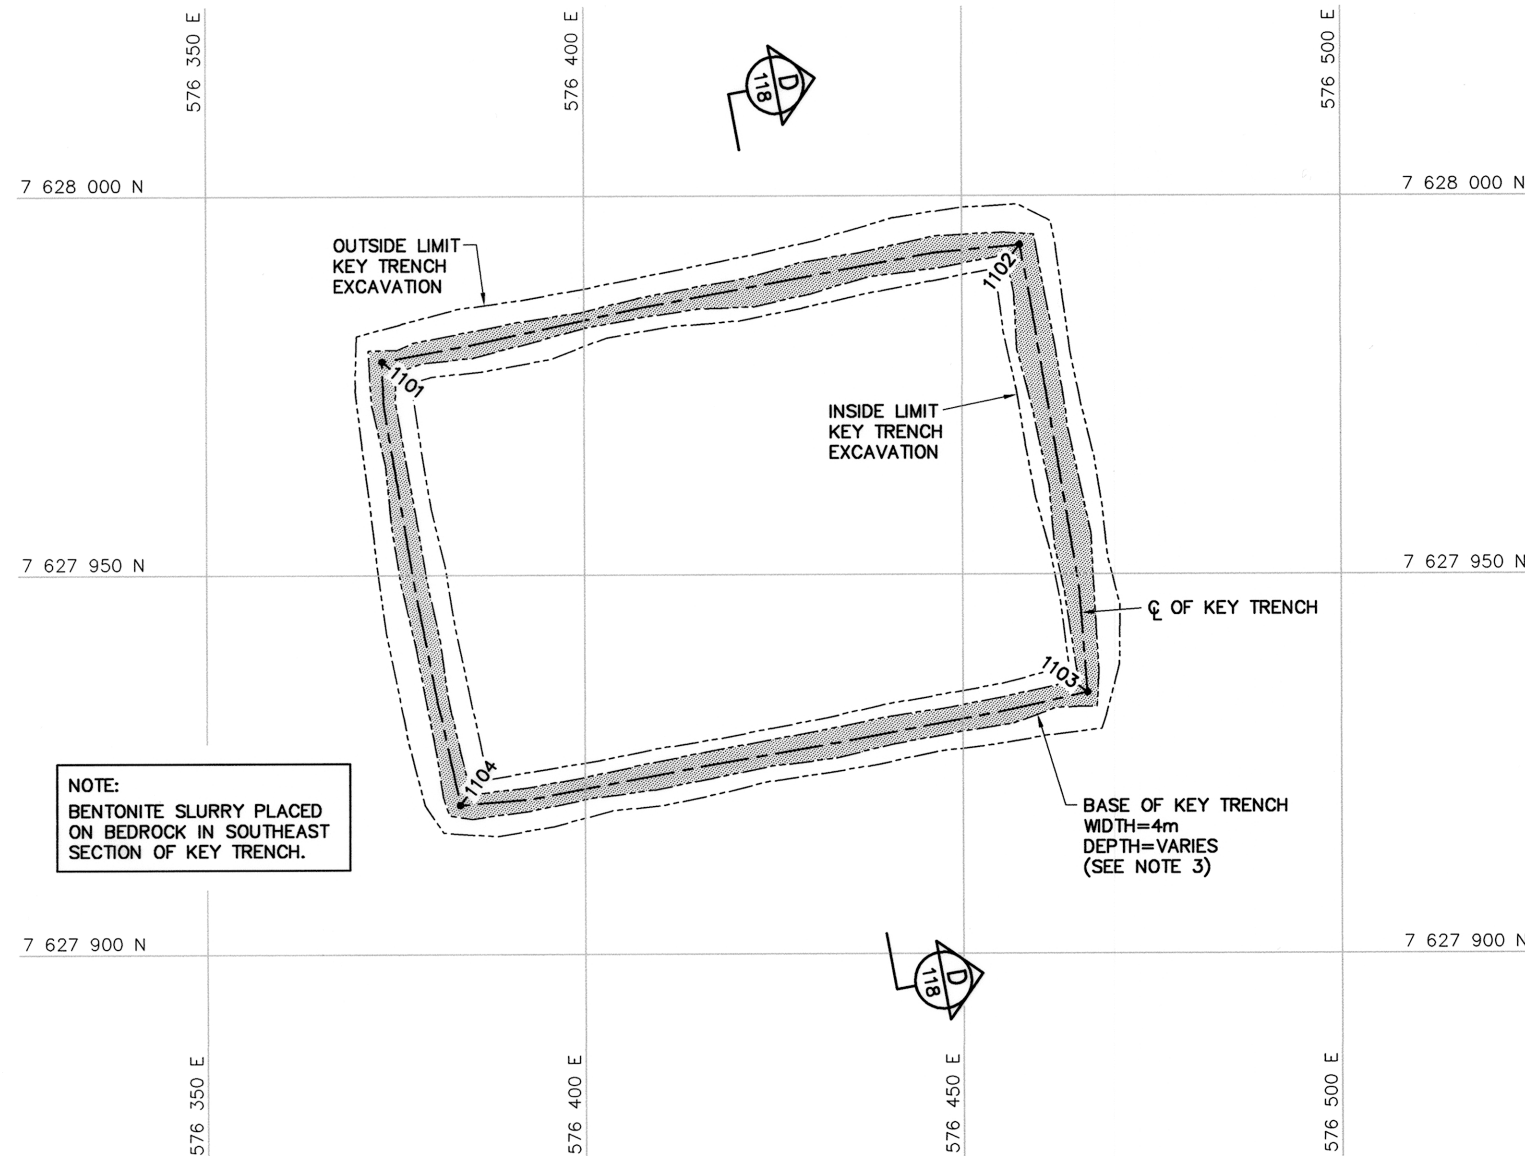 576 350 E
576 400 E
576 500 E
D
118
7 628 000 N
7 628 000 N
OUTSIDE LIMIT
KEY TRENCH
EXCAVATION
1102
1101
INSIDE LIMIT
KEY TRENCH
EXCAVATION
7 627 950 N
7 627 950 N
℄ OF KEY TRENCH
1103
1104
NOTE:
BENTONITE SLURRY PLACED
ON BEDROCK IN SOUTHEAST
SECTION OF KEY TRENCH.
BASE OF KEY TRENCH
WIDTH=4m
DEPTH=VARIES
(SEE NOTE 3)
7 627 900 N
7 627 900 N
D
118
576 350 E
576 400 E
576 450 E
576 500 E